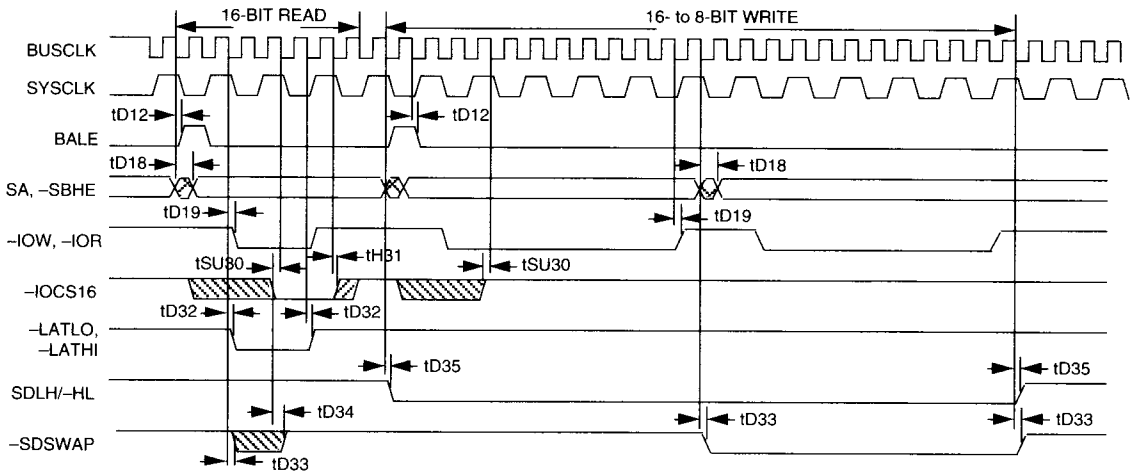 16-BIT READ
16- to 8-BIT WRITE
BUSCLK
SYSCLK
tD12
tD12
BALE
tD18
tD18
SA, –SBHE
tD19
tD19
–IOW, –IOR
tSU30
tH31
tSU30
–IOCS16
tD32
tD32
–LATLO,
–LATHI
tD35
tD35
SDLH/–HL
tD34
tD33
tD33
–SDSWAP
tD33